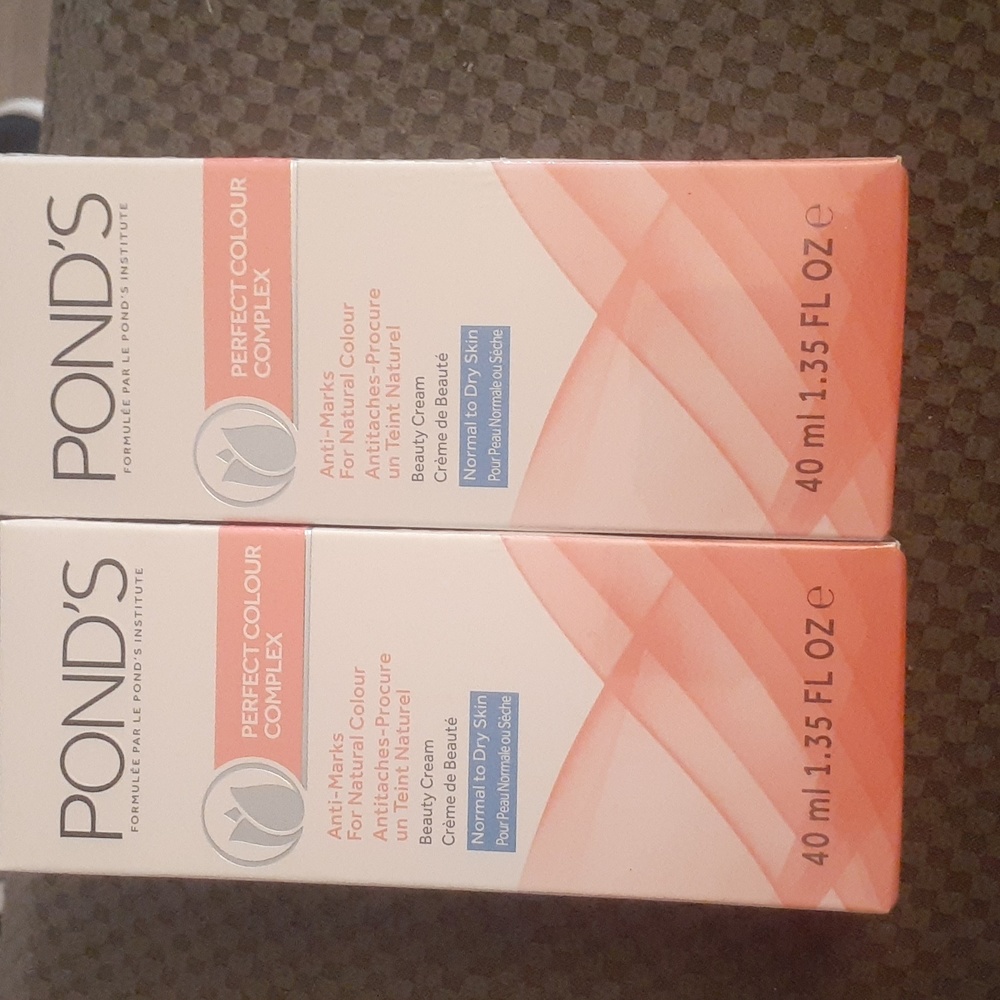 POND'S
FORMULÉE PAR LE POND'S INSTITUTE
PERFECT COLOUR
COMPLEX
Anti-Marks
For Natural Colour
Antitaches-Procure
un Teint Naturel
Beauty Cream
Crème de Beauté
Normal to Dry Skin
Pour Peau Normale ou Sèche
40 ml 1.35 FL OZ e
POND'S
FORMULÉE PAR LE POND'S INSTITUTE
PERFECT COLOUR
COMPLEX
Anti-Marks
For Natural Colour
Antitaches-Procure
un Teint Naturel
Beauty Cream
Crème de Beauté
Normal to Dry Skin
Pour Peau Normale ou Sèche
40 ml 1.35 FL OZ e